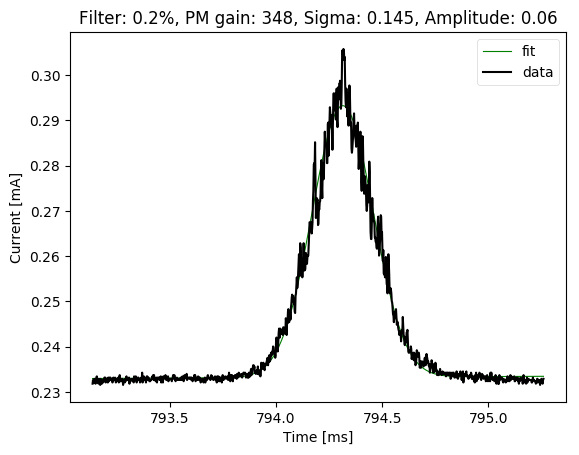 Filter: 0.2%, PM gain: 348, Sigma: 0.145, Amplitude: 0.06
fit
data
0.30
0.29
0.28
0.27
0.26
0.25
0.24
0.23
Current [mA]
793.5 794.0 794.5 795.0
Time [ms]